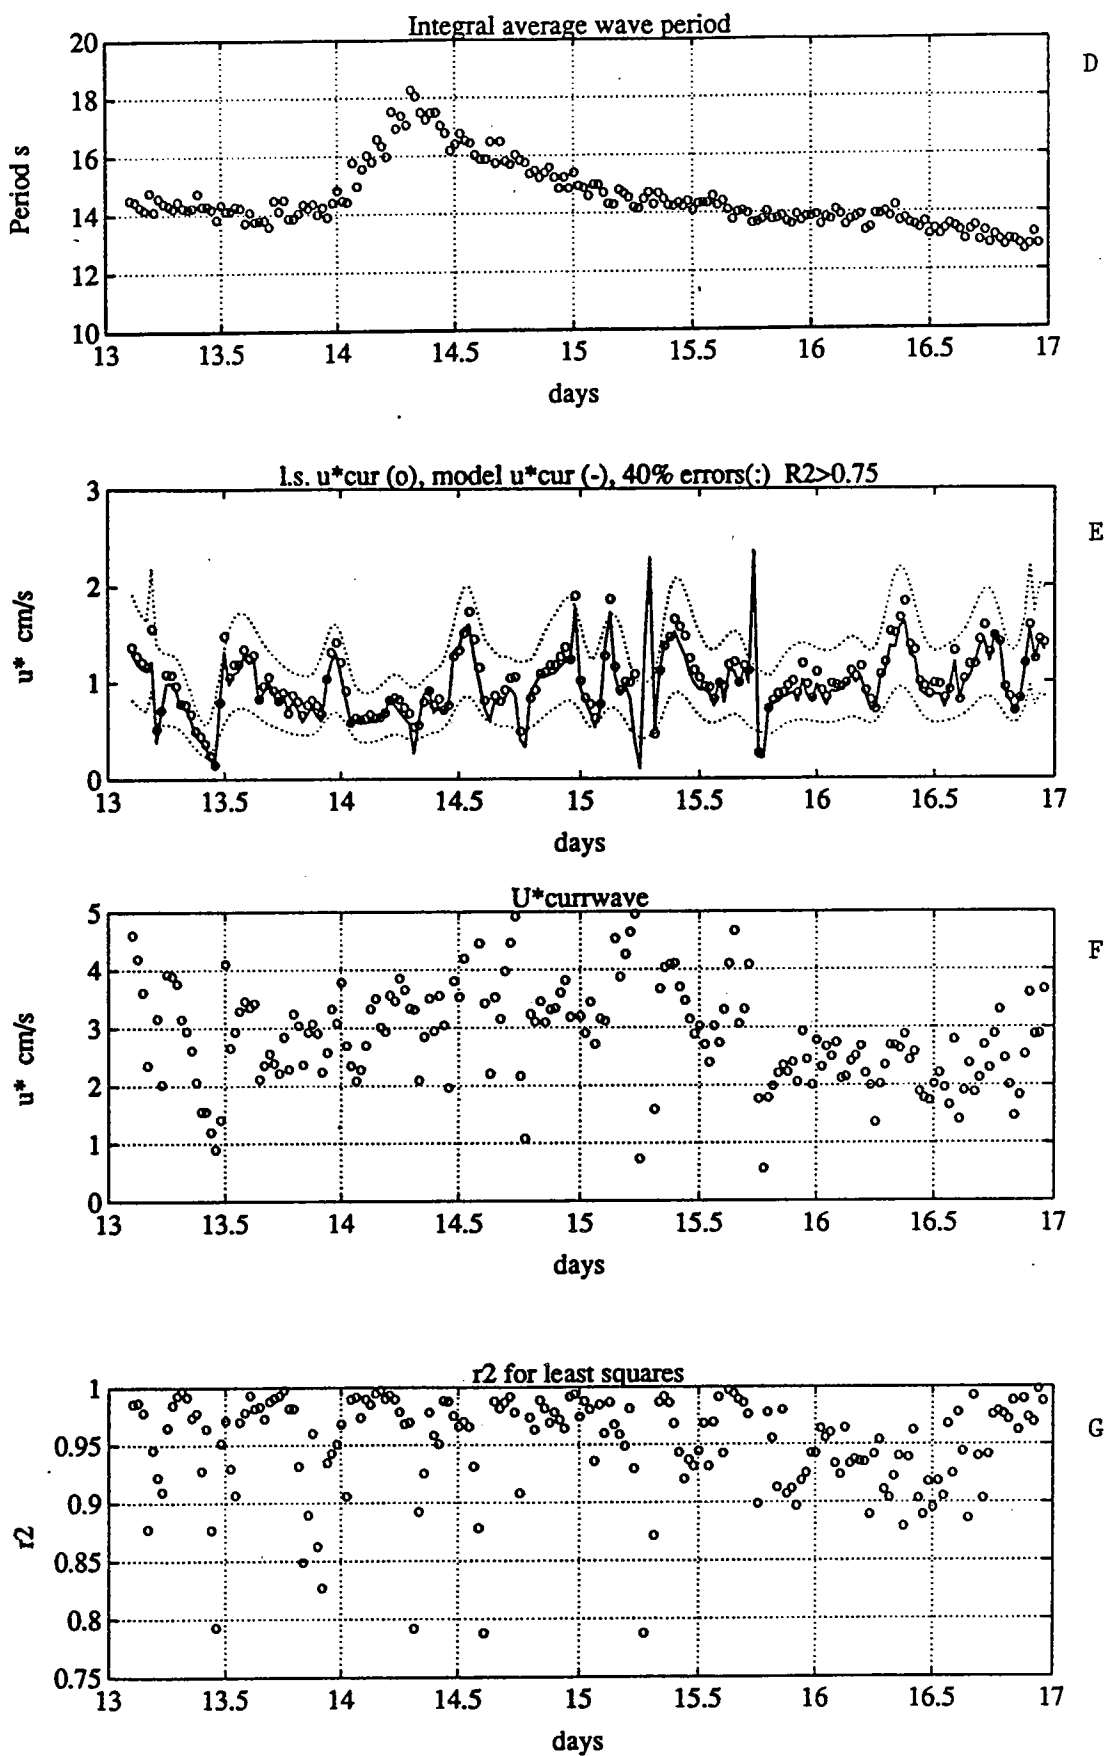 Integral average wave period
D
20
18
16
14
12
10
Period s
13 13.5 14 14.5 15 15.5 16 16.5 17
days
l.s. u*cur (o), model u*cur (-), 40% errors(:) R2>0.75
E
3
2
1
0
u* cm/s
13 13.5 14 14.5 15 15.5 16 16.5 17
days
U*currwave
F
5
4
3
2
1
0
u* cm/s
13 13.5 14 14.5 15 15.5 16 16.5 17
days
r2 for least squares
G
1
0.95
0.9
0.85
0.8
0.75
r2
13 13.5 14 14.5 15 15.5 16 16.5 17
days